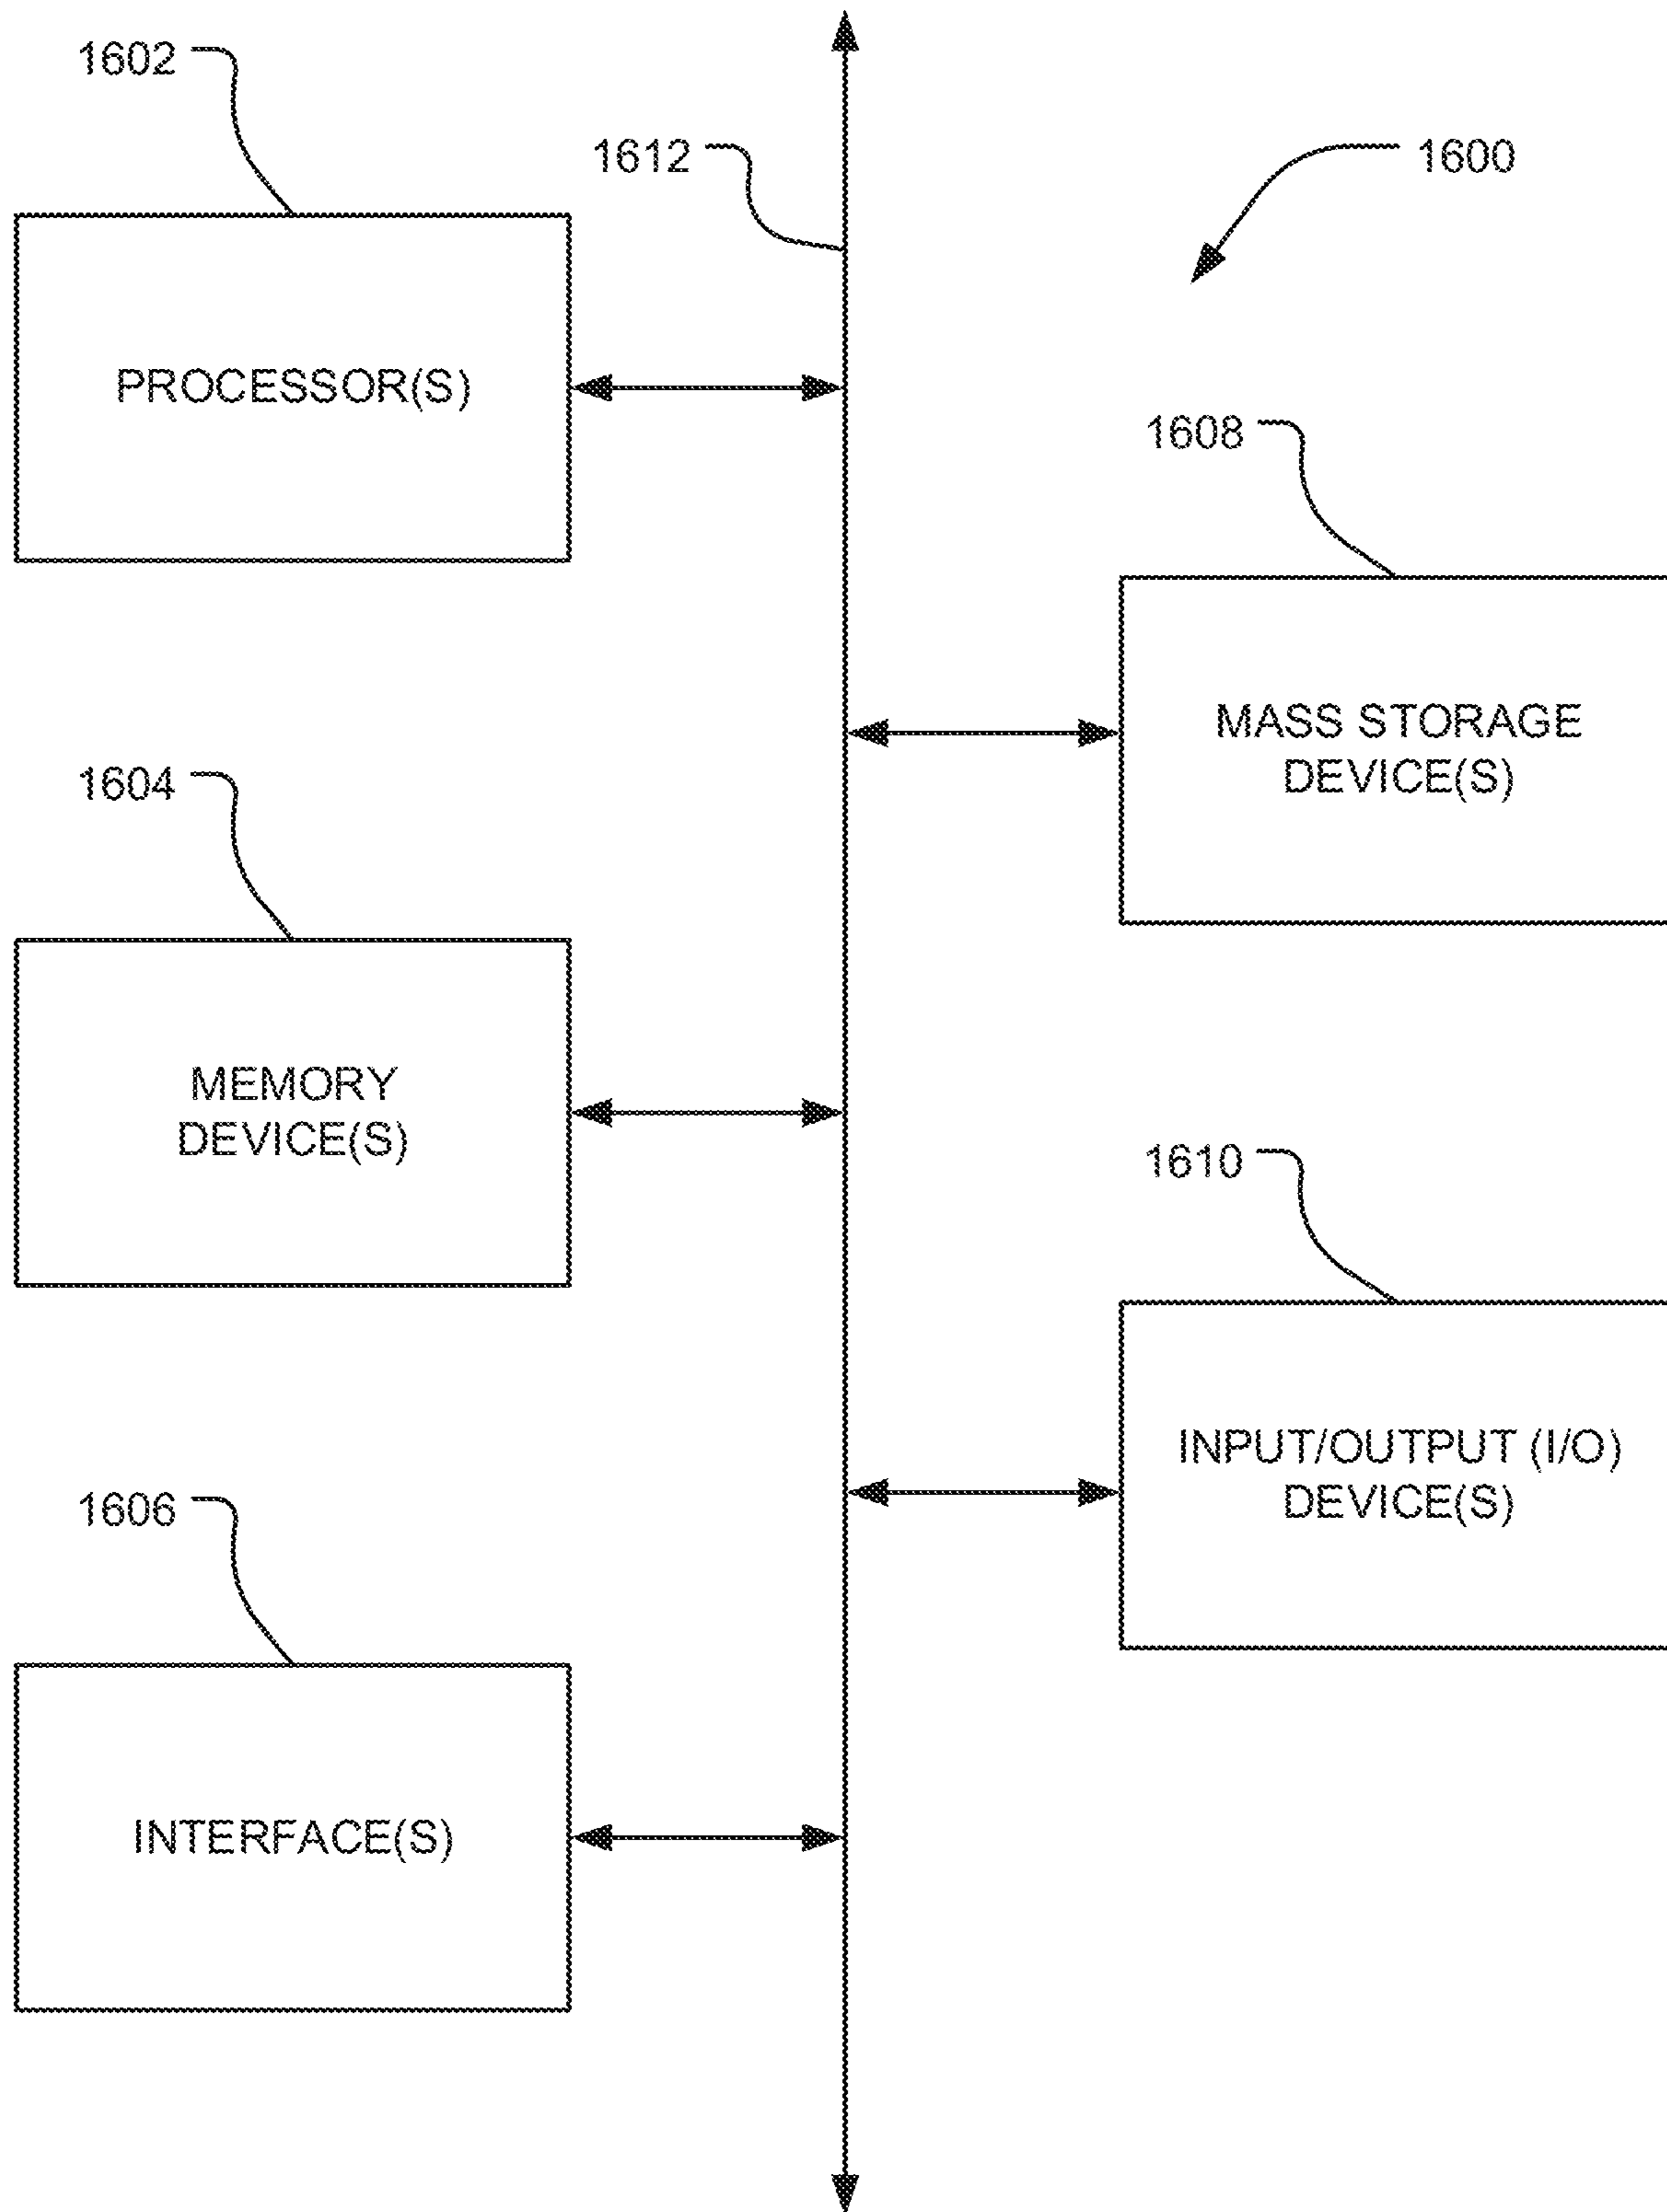 1602
1612
1600
PROCESSOR(S)
1608
MASS STORAGE
DEVICE(S)
1604
MEMORY
DEVICE(S)
1610
INPUT/OUTPUT (I/O)
DEVICE(S)
1606
INTERFACE(S)